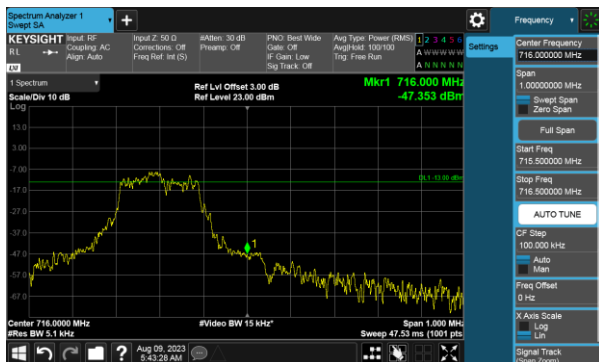 Spectrum Analyzer 1
Swept SA
Frequency
KEYSIGHT
RL
LVI
Input: RF
Coupling: AC
Align: Auto
Input Z: 50 Ω
Corrections: Off
Freq Ref: Int (S)
#Atten: 30 dB
Preamp: Off
PNO: Best Wide
Gate: Off
IF Gain: Low
Sig Track: Off
Avg Type: Power (RMS)
Avg|Hold: 100/100
Trig: Free Run
1 2 3 4 5 6
A W W W W W
A N N N N N
Settings
1 Spectrum
Scale/Div 10 dB
Log
Ref Lvl Offset 3.00 dB
Ref Level 23.00 dBm
Mkr1 716.000 MHz
-47.353 dBm
13.0
3.00
-7.00
-17.0
-27.0
-37.0
-47.0
-57.0
-67.0
DL1 -13.00 dBm
1
Center 716.0000 MHz
#Res BW 5.1 kHz
#Video BW 15 kHz*
Span 1.000 MHz
Sweep 47.53 ms (1001 pts)
Aug 09, 2023
5:43:28 AM
Center Frequency
716.000000 MHz
Span
1.00000000 MHz
Swept Span
Zero Span
Full Span
Start Freq
715.500000 MHz
Stop Freq
716.500000 MHz
AUTO TUNE
CF Step
100.000 kHz
Auto
Man
Freq Offset
0 Hz
X Axis Scale
Log
Lin
Signal Track
(Span Zoom)